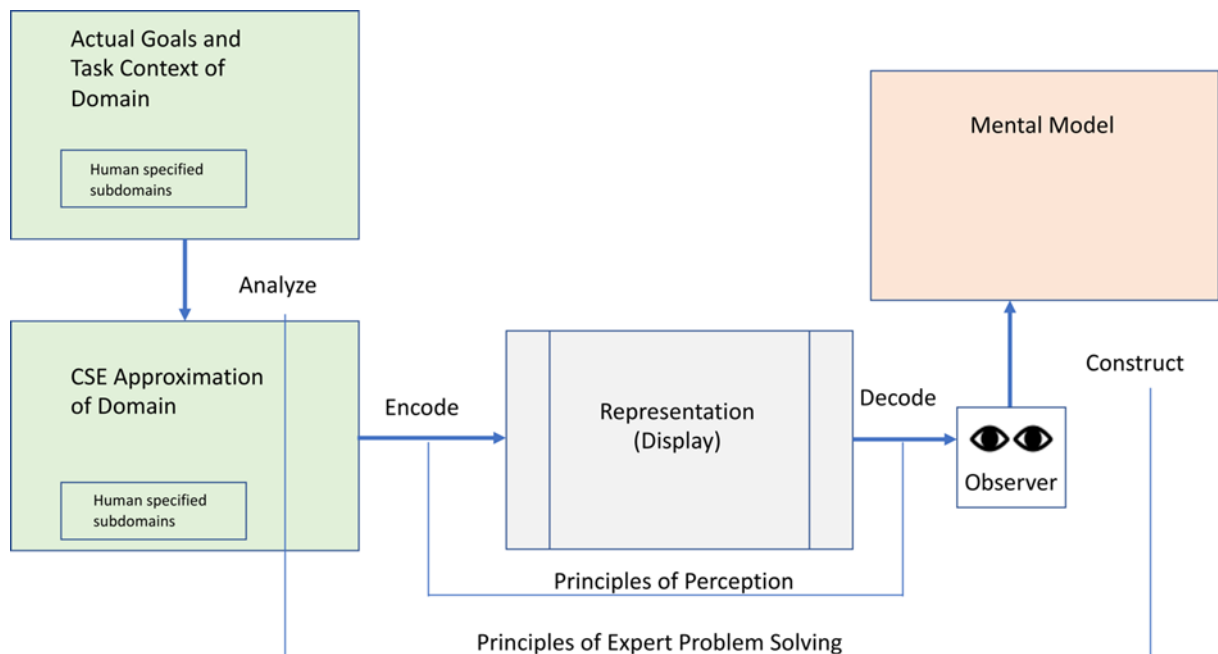 Actual Goals and
Task Context of
Domain
Human specified
subdomains
Mental Model
Analyze
CSE Approximation
of Domain
Human specified
subdomains
Encode
Representation
(Display)
Decode
Observer
Construct
Principles of Perception
Principles of Expert Problem Solving